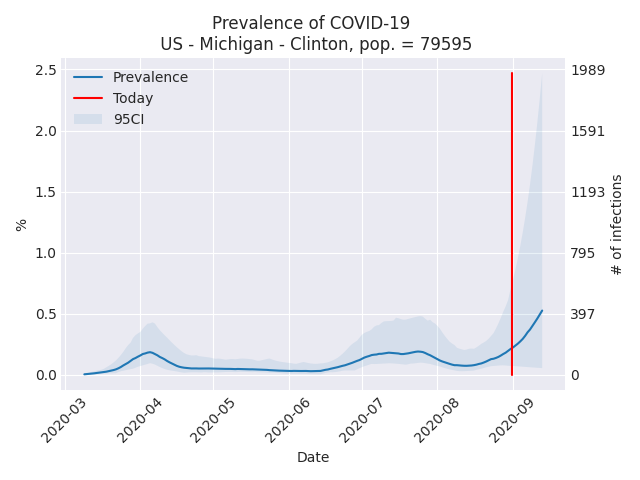 Prevalence of COVID-19
US - Michigan - Clinton, pop. = 79595
Prevalence
Today
95CI
2.5
2.0
1.5
1.0
0.5
0.0
%
1989
1591
1193
795
397
0
# of infections
2020-03
2020-04
2020-05
2020-06
2020-07
2020-08
2020-09
Date